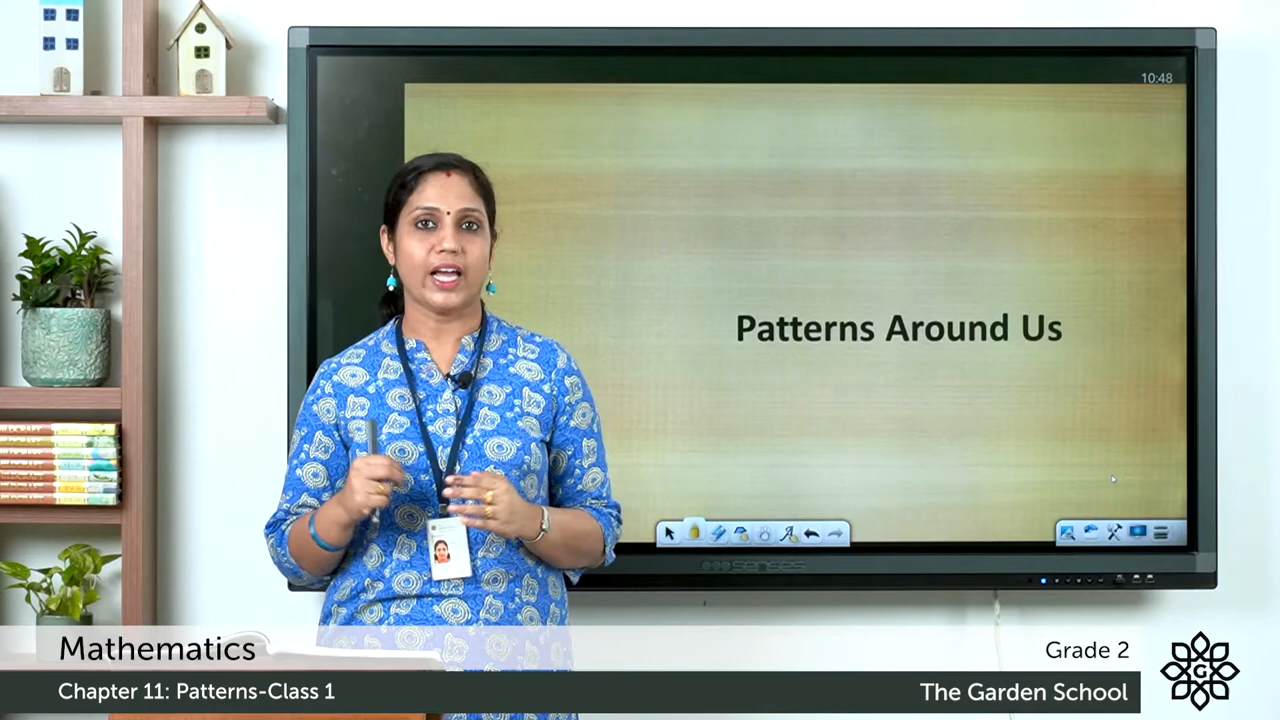 10:48
Patterns Around Us
Mathematics
Grade 2
Chapter 11: Patterns-Class 1
The Garden School
G